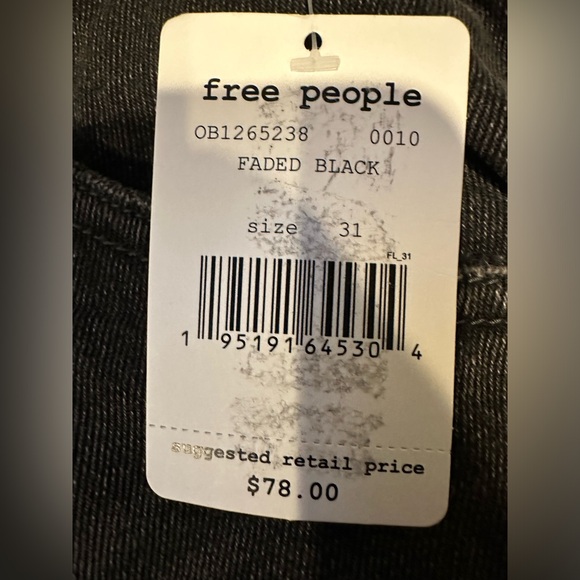 free people
OB1265238 0010
FADED BLACK
size 31
FL_31
1 95191 64530 4
suggested retail price
$78.00